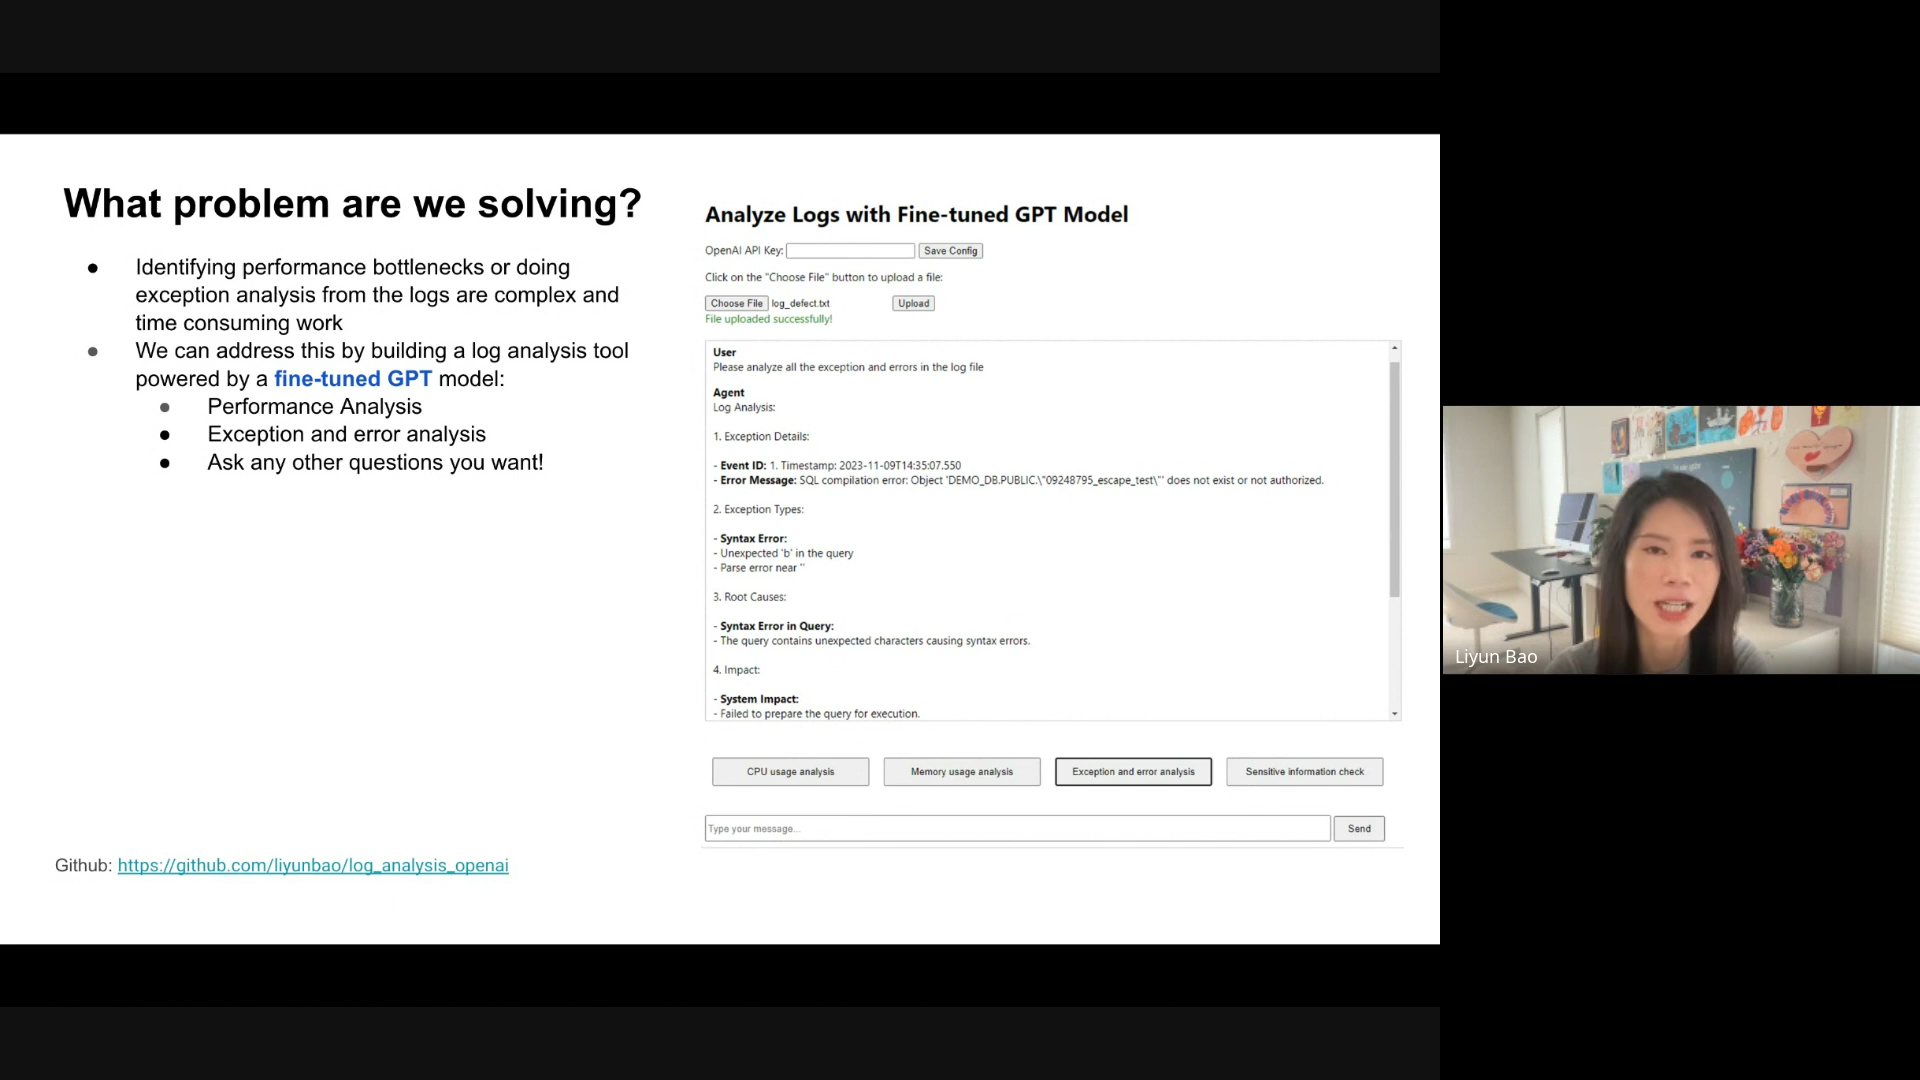 What problem are we solving?
● Identifying performance bottlenecks or doing
exception analysis from the logs are complex and
time consuming work
● We can address this by building a log analysis tool
powered by a fine-tuned GPT model:
● Performance Analysis
● Exception and error analysis
● Ask any other questions you want!
Github: https://github.com/liyunbao/log_analysis_openai
Analyze Logs with Fine-tuned GPT Model
OpenAI API Key: Save Config
Click on the "Choose File" button to upload a file:
Choose File log_defect.txt Upload
File uploaded successfully!
User
Please analyze all the exception and errors in the log file
Agent
Log Analysis:
1. Exception Details:
- Event ID: 1. Timestamp: 2023-11-09T14:35:07.550
- Error Message: SQL compilation error: Object 'DEMO_DB.PUBLIC.\"09248795_escape_test\"' does not exist or not authorized.
2. Exception Types:
- Syntax Error:
- Unexpected 'b' in the query
- Parse error near ''
3. Root Causes:
- Syntax Error in Query:
- The query contains unexpected characters causing syntax errors.
4. Impact:
- System Impact:
- Failed to prepare the query for execution.
CPU usage analysis Memory usage analysis Exception and error analysis Sensitive information check
Type your message... Send
Liyun Bao